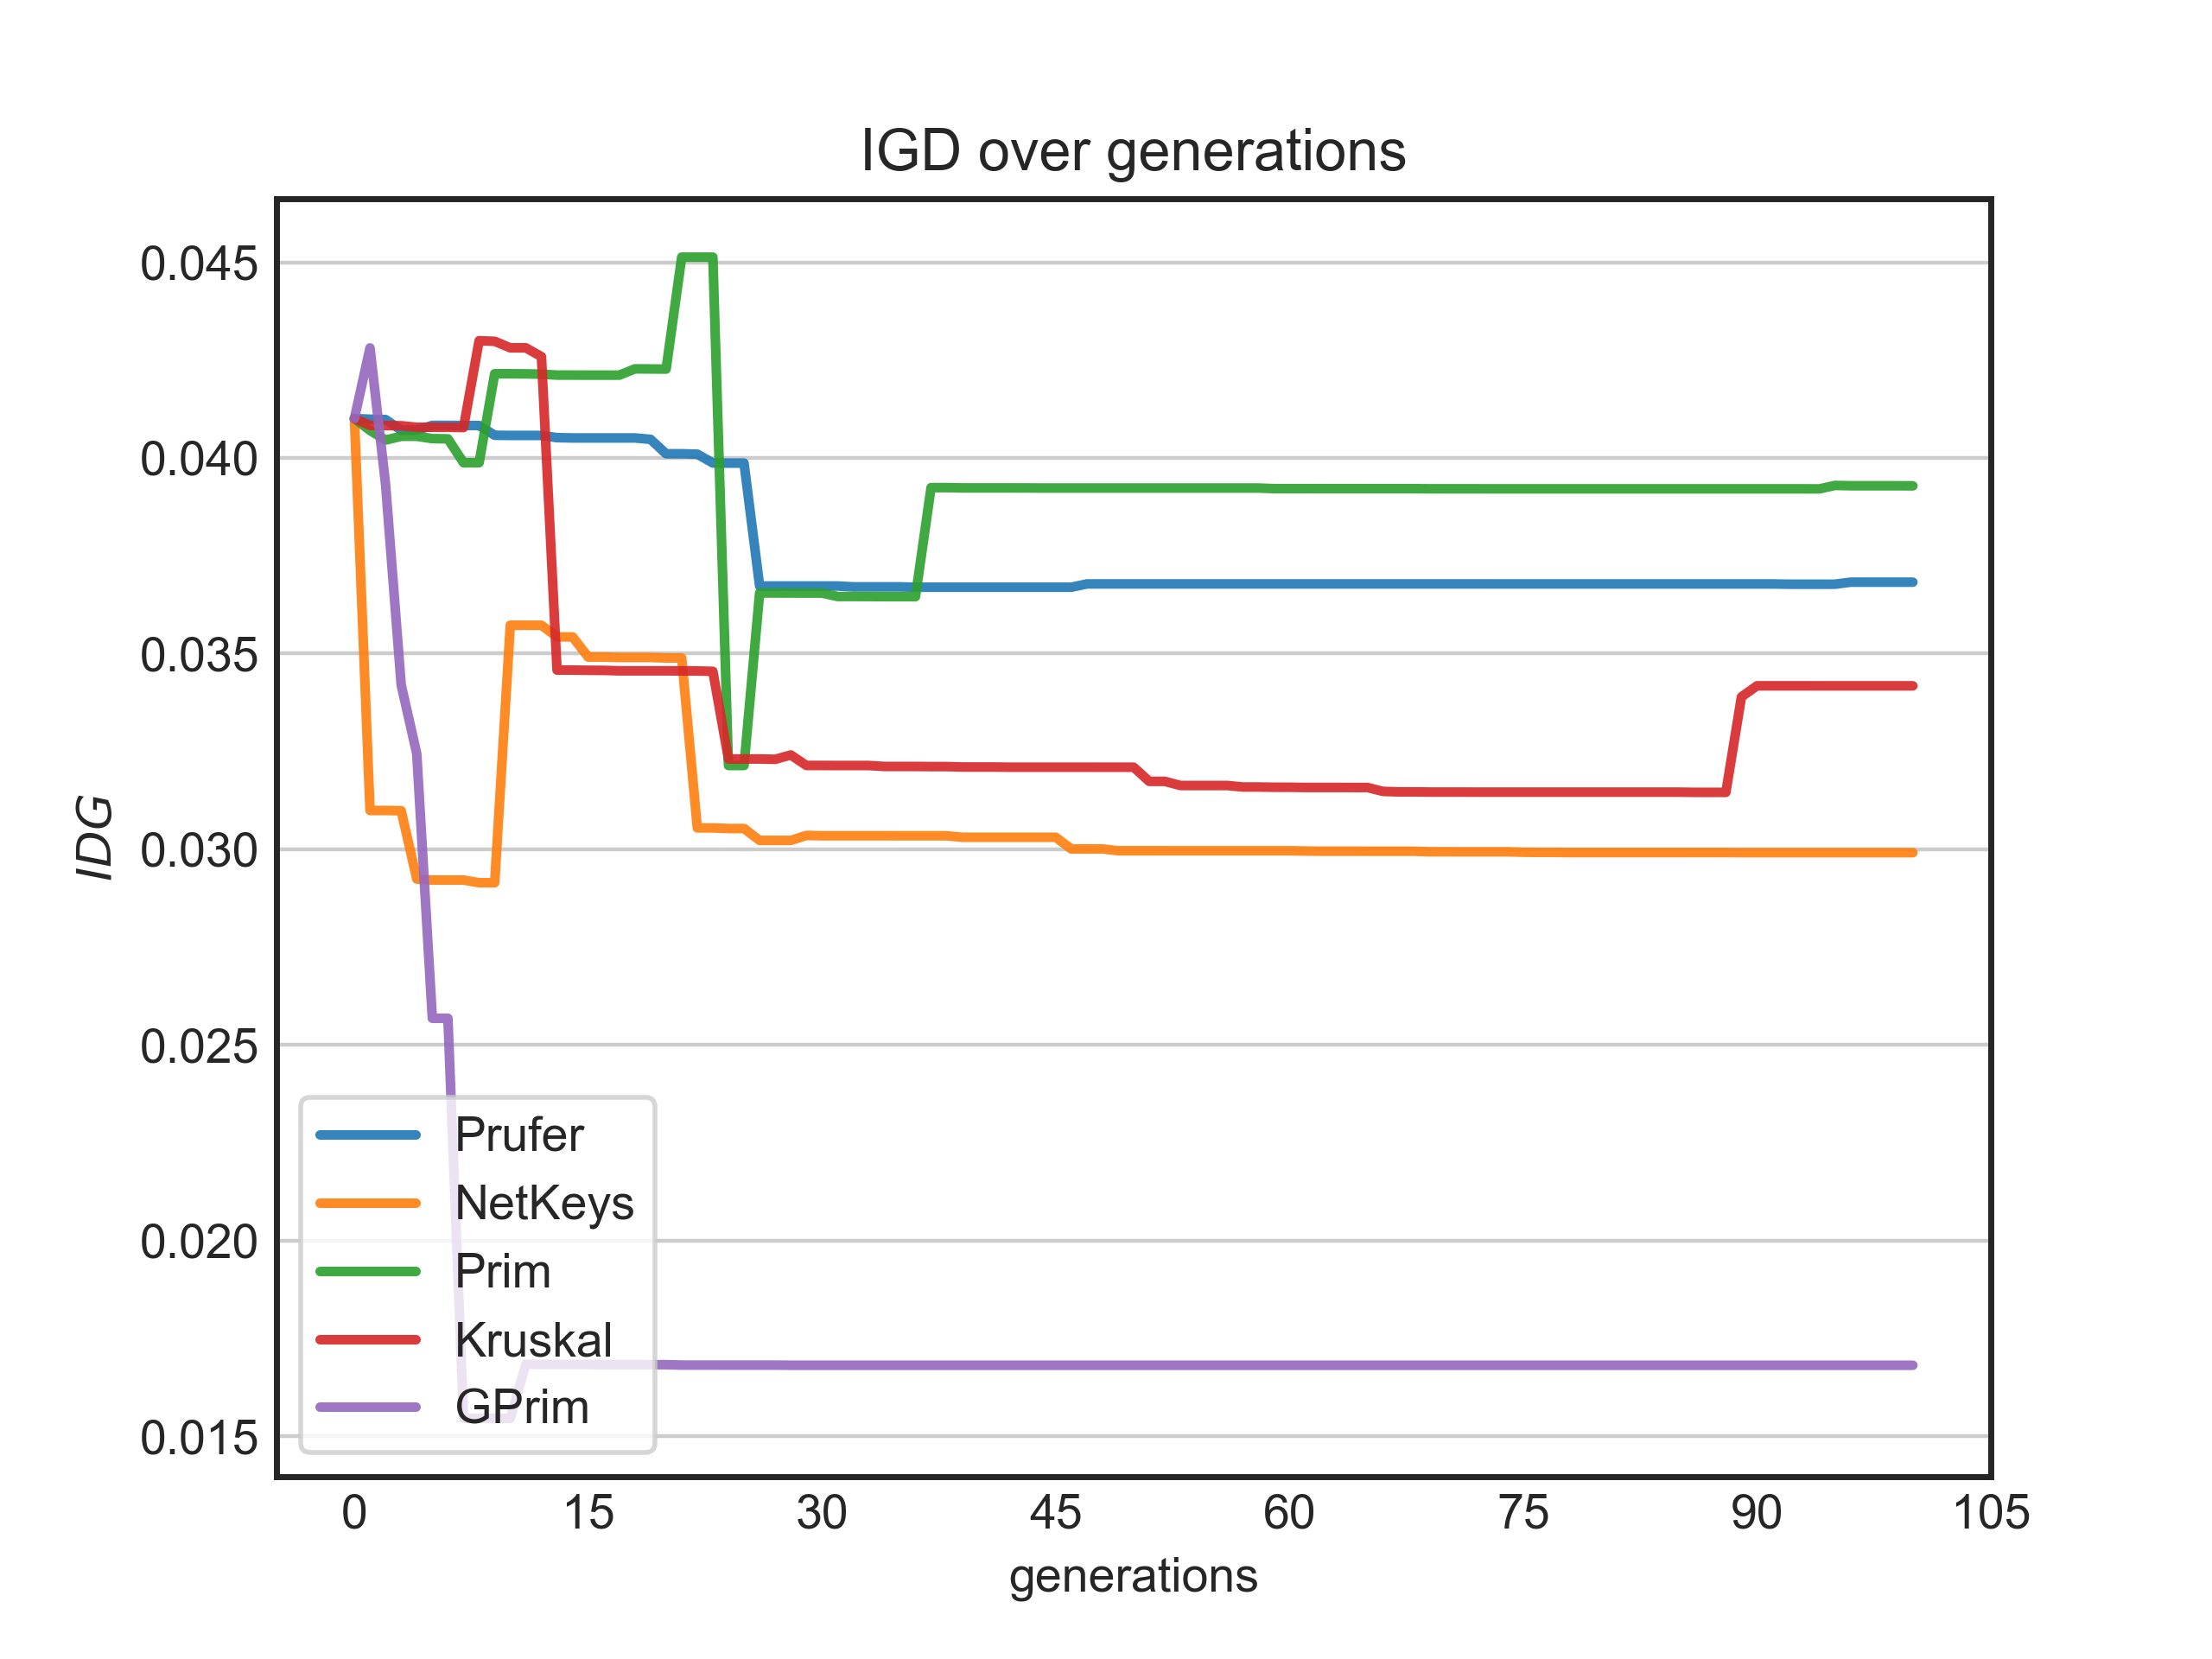 IGD over generations
0.045
0.040
0.035
0.030
0.025
0.020
0.015
IDG
Prufer
NetKeys
Prim
Kruskal
GPrim
0 15 30 45 60 75 90 105
generations